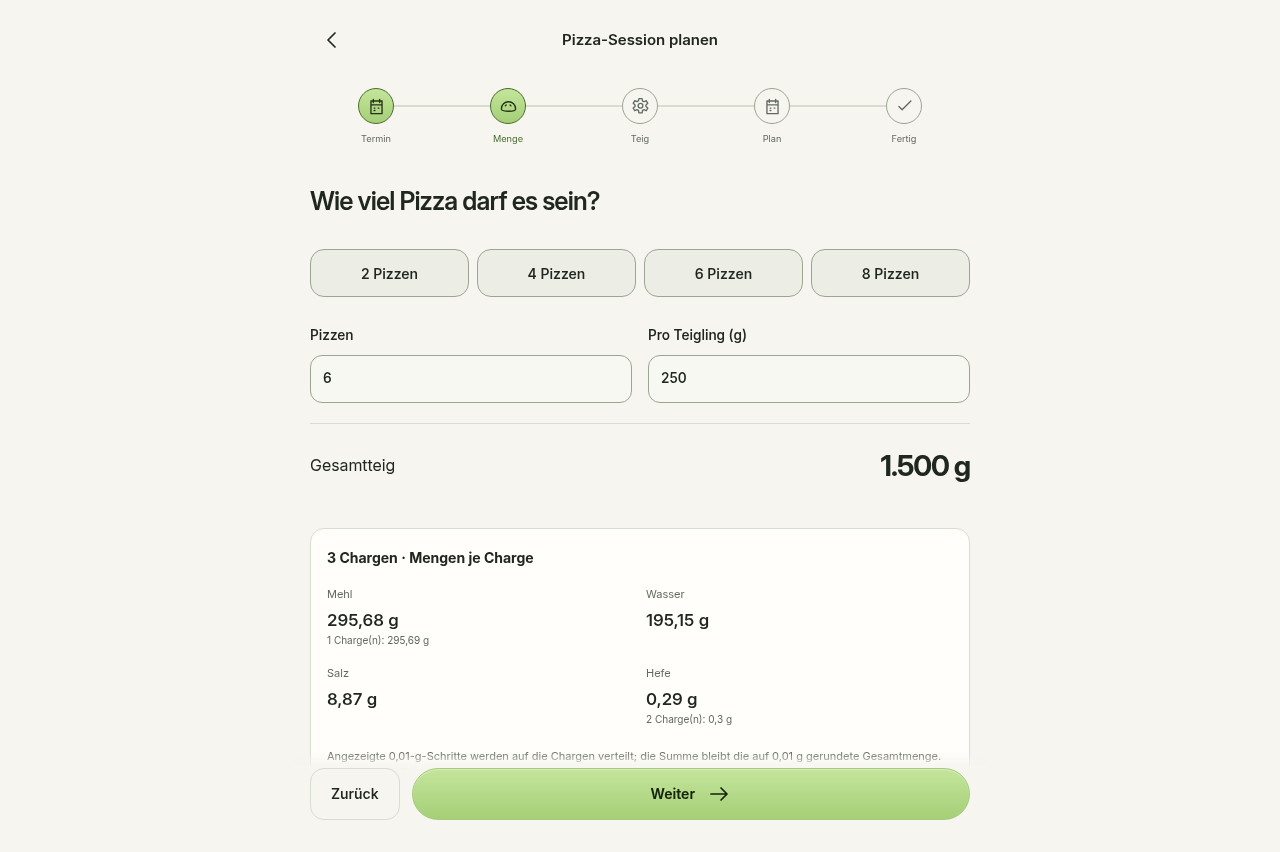 Pizza-Session planen
Termin
Menge
Teig
Plan
Fertig
Wie viel Pizza darf es sein?
2 Pizzen
4 Pizzen
6 Pizzen
8 Pizzen
Pizzen
Pro Teigling (g)
6
250
Gesamtteig
1.500 g
3 Chargen · Mengen je Charge
Mehl
Wasser
295,68 g
195,15 g
1 Charge(n): 295,69 g
Salz
Hefe
8,87 g
0,29 g
2 Charge(n): 0,3 g
Angezeigte 0,01-g-Schritte werden auf die Chargen verteilt; die Summe bleibt die auf 0,01 g gerundete Gesamtmenge.
Zurück
Weiter